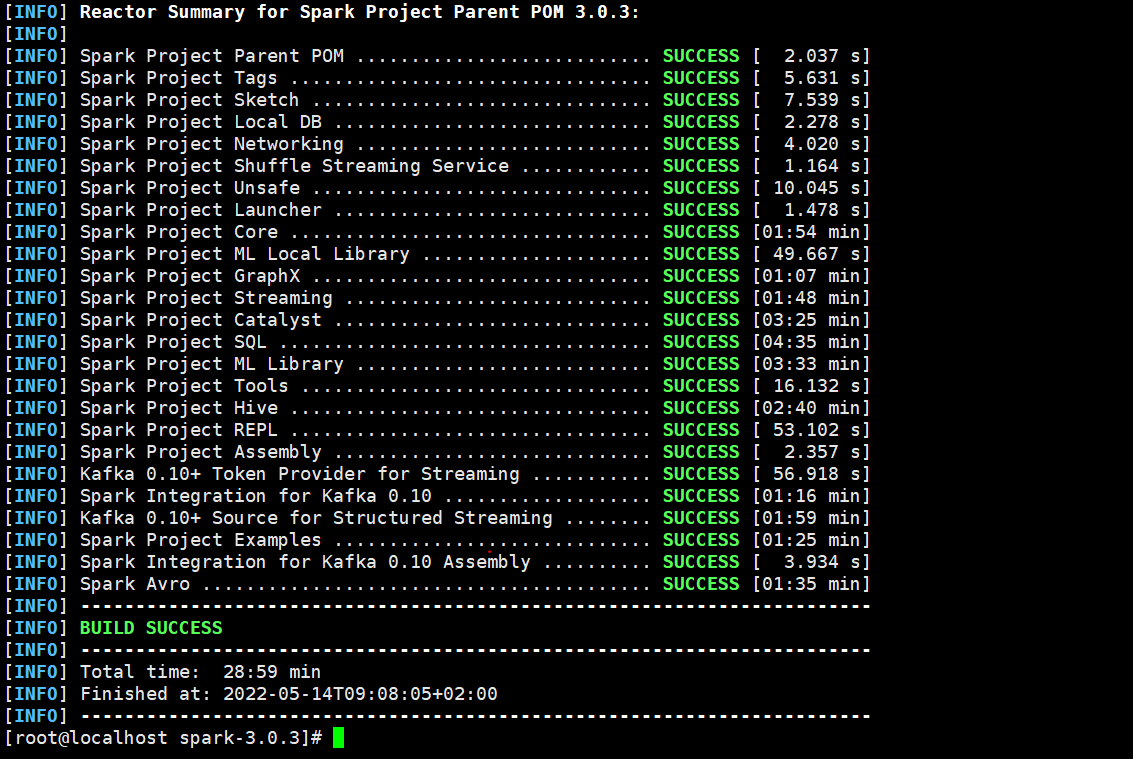 [INFO] Reactor Summary for Spark Project Parent POM 3.0.3:
[INFO]
[INFO] Spark Project Parent POM ........................... SUCCESS [  2.037 s]
[INFO] Spark Project Tags ................................. SUCCESS [  5.631 s]
[INFO] Spark Project Sketch ............................... SUCCESS [  7.539 s]
[INFO] Spark Project Local DB ............................. SUCCESS [  2.278 s]
[INFO] Spark Project Networking ........................... SUCCESS [  4.020 s]
[INFO] Spark Project Shuffle Streaming Service ............ SUCCESS [  1.164 s]
[INFO] Spark Project Unsafe ............................... SUCCESS [ 10.045 s]
[INFO] Spark Project Launcher ............................. SUCCESS [  1.478 s]
[INFO] Spark Project Core ................................. SUCCESS [01:54 min]
[INFO] Spark Project ML Local Library ..................... SUCCESS [ 49.667 s]
[INFO] Spark Project GraphX ............................... SUCCESS [01:07 min]
[INFO] Spark Project Streaming ............................ SUCCESS [01:48 min]
[INFO] Spark Project Catalyst ............................. SUCCESS [03:25 min]
[INFO] Spark Project SQL .................................. SUCCESS [04:35 min]
[INFO] Spark Project ML Library ........................... SUCCESS [03:33 min]
[INFO] Spark Project Tools ................................ SUCCESS [ 16.132 s]
[INFO] Spark Project Hive ................................. SUCCESS [02:40 min]
[INFO] Spark Project REPL ................................. SUCCESS [ 53.102 s]
[INFO] Spark Project Assembly ............................. SUCCESS [  2.357 s]
[INFO] Kafka 0.10+ Token Provider for Streaming ........... SUCCESS [ 56.918 s]
[INFO] Spark Integration for Kafka 0.10 ................... SUCCESS [01:16 min]
[INFO] Kafka 0.10+ Source for Structured Streaming ........ SUCCESS [01:59 min]
[INFO] Spark Project Examples ............................. SUCCESS [01:25 min]
[INFO] Spark Integration for Kafka 0.10 Assembly .......... SUCCESS [  3.934 s]
[INFO] Spark Avro ......................................... SUCCESS [01:35 min]
[INFO] ------------------------------------------------------------------------
[INFO] BUILD SUCCESS
[INFO] ------------------------------------------------------------------------
[INFO] Total time:  28:59 min
[INFO] Finished at: 2022-05-14T09:08:05+02:00
[INFO] ------------------------------------------------------------------------
[root@localhost spark-3.0.3]#